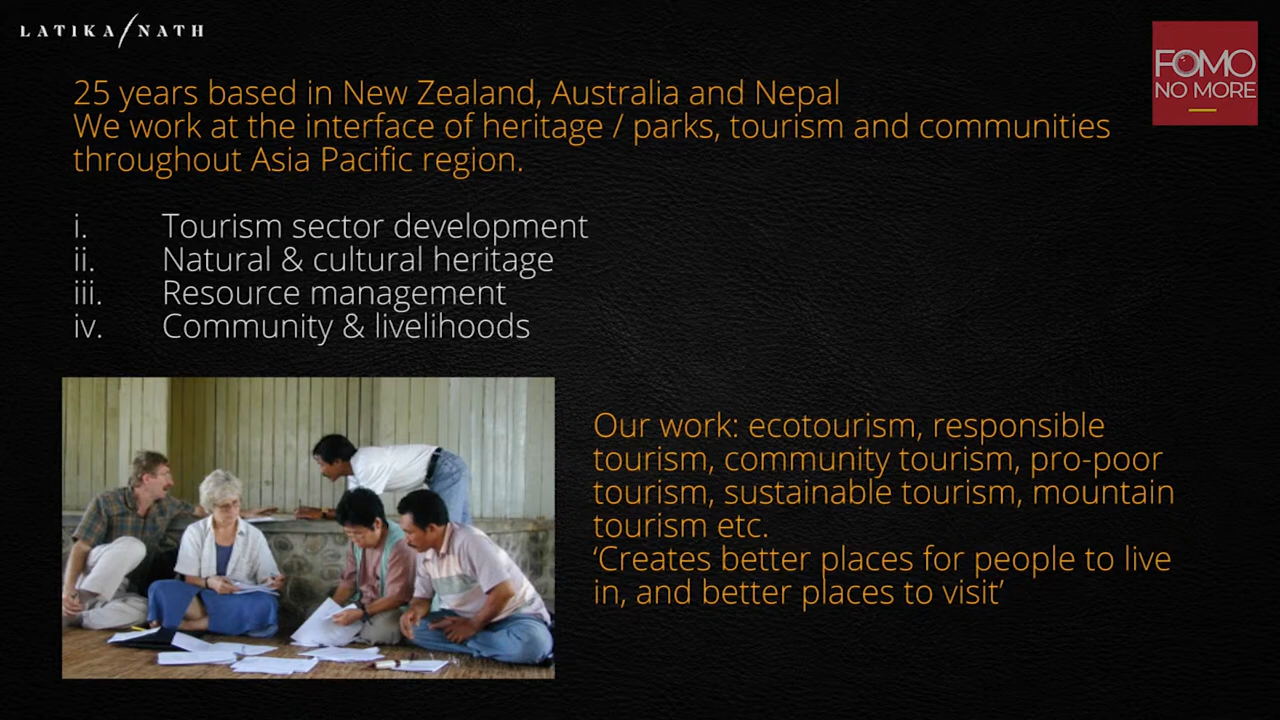 LATIKA NATH
FOMO
NO MORE
25 years based in New Zealand, Australia and Nepal
We work at the interface of heritage / parks, tourism and communities
throughout Asia Pacific region.
i. Tourism sector development
ii. Natural & cultural heritage
iii. Resource management
iv. Community & livelihoods
Our work: ecotourism, responsible
tourism, community tourism, pro-poor
tourism, sustainable tourism, mountain
tourism etc.
‘Creates better places for people to live
in, and better places to visit’